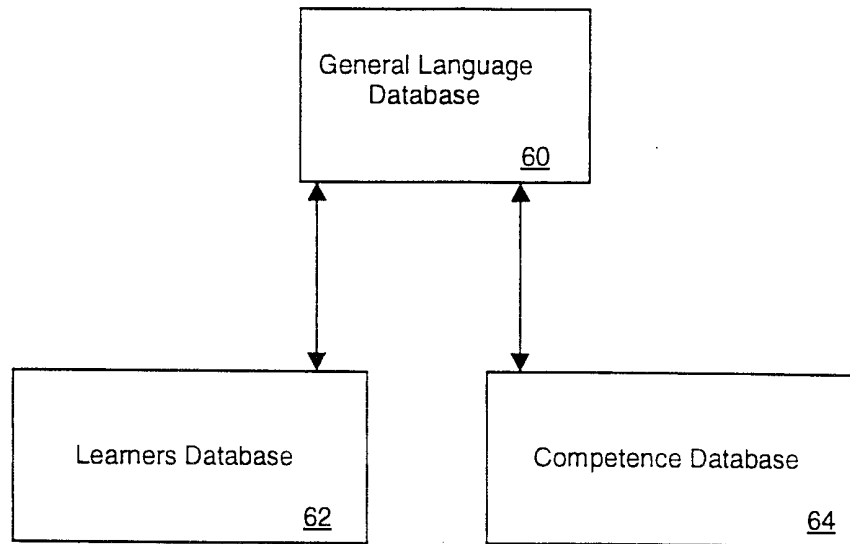 General Language
Database
60
Learners Database
62
Competence Database
64